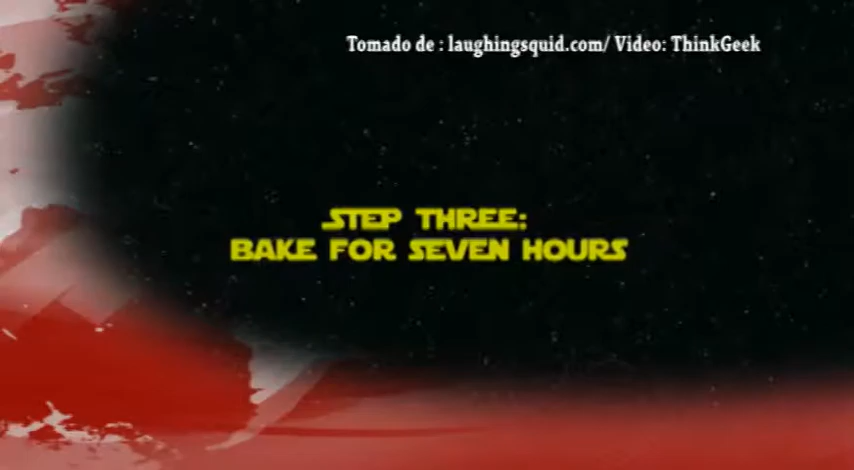 Tomado de : laughingsquid.com/ Video: ThinkGeek
STEP THREE:
BAKE FOR SEVEN HOURS